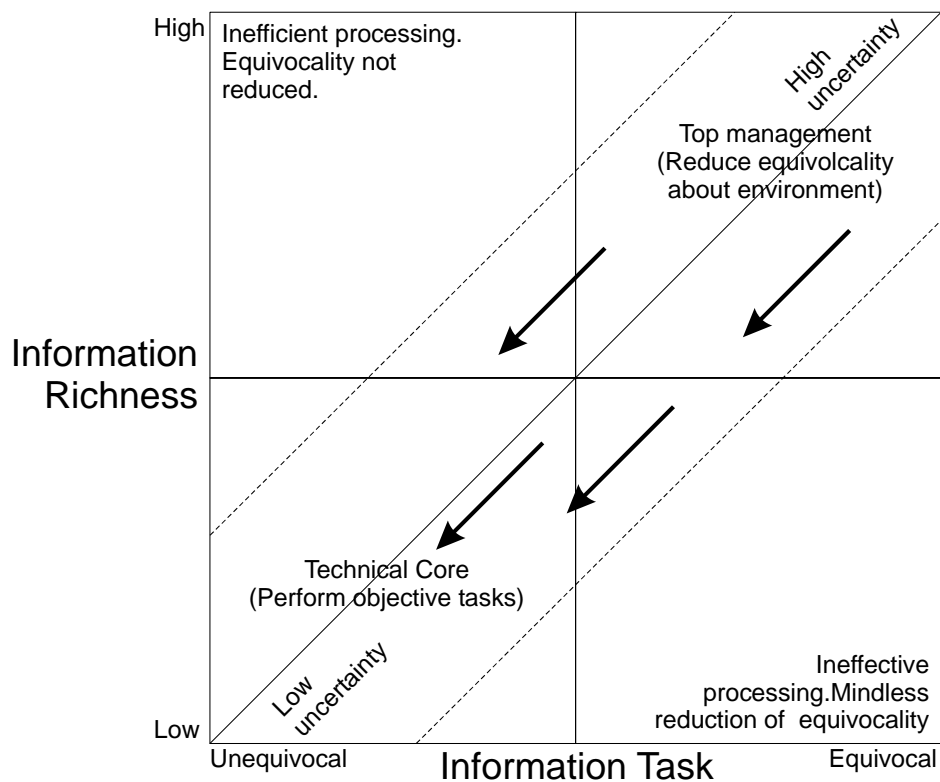 High
Inefficient processing.
Equivocality not
reduced.
High
uncertainty
Top management
(Reduce equivolcality
about environment)
Information
Richness
Technical Core
(Perform objective tasks)
Low
uncertainty
Ineffective
processing.Mindless
reduction of equivocality
Low
Unequivocal
Information Task
Equivocal